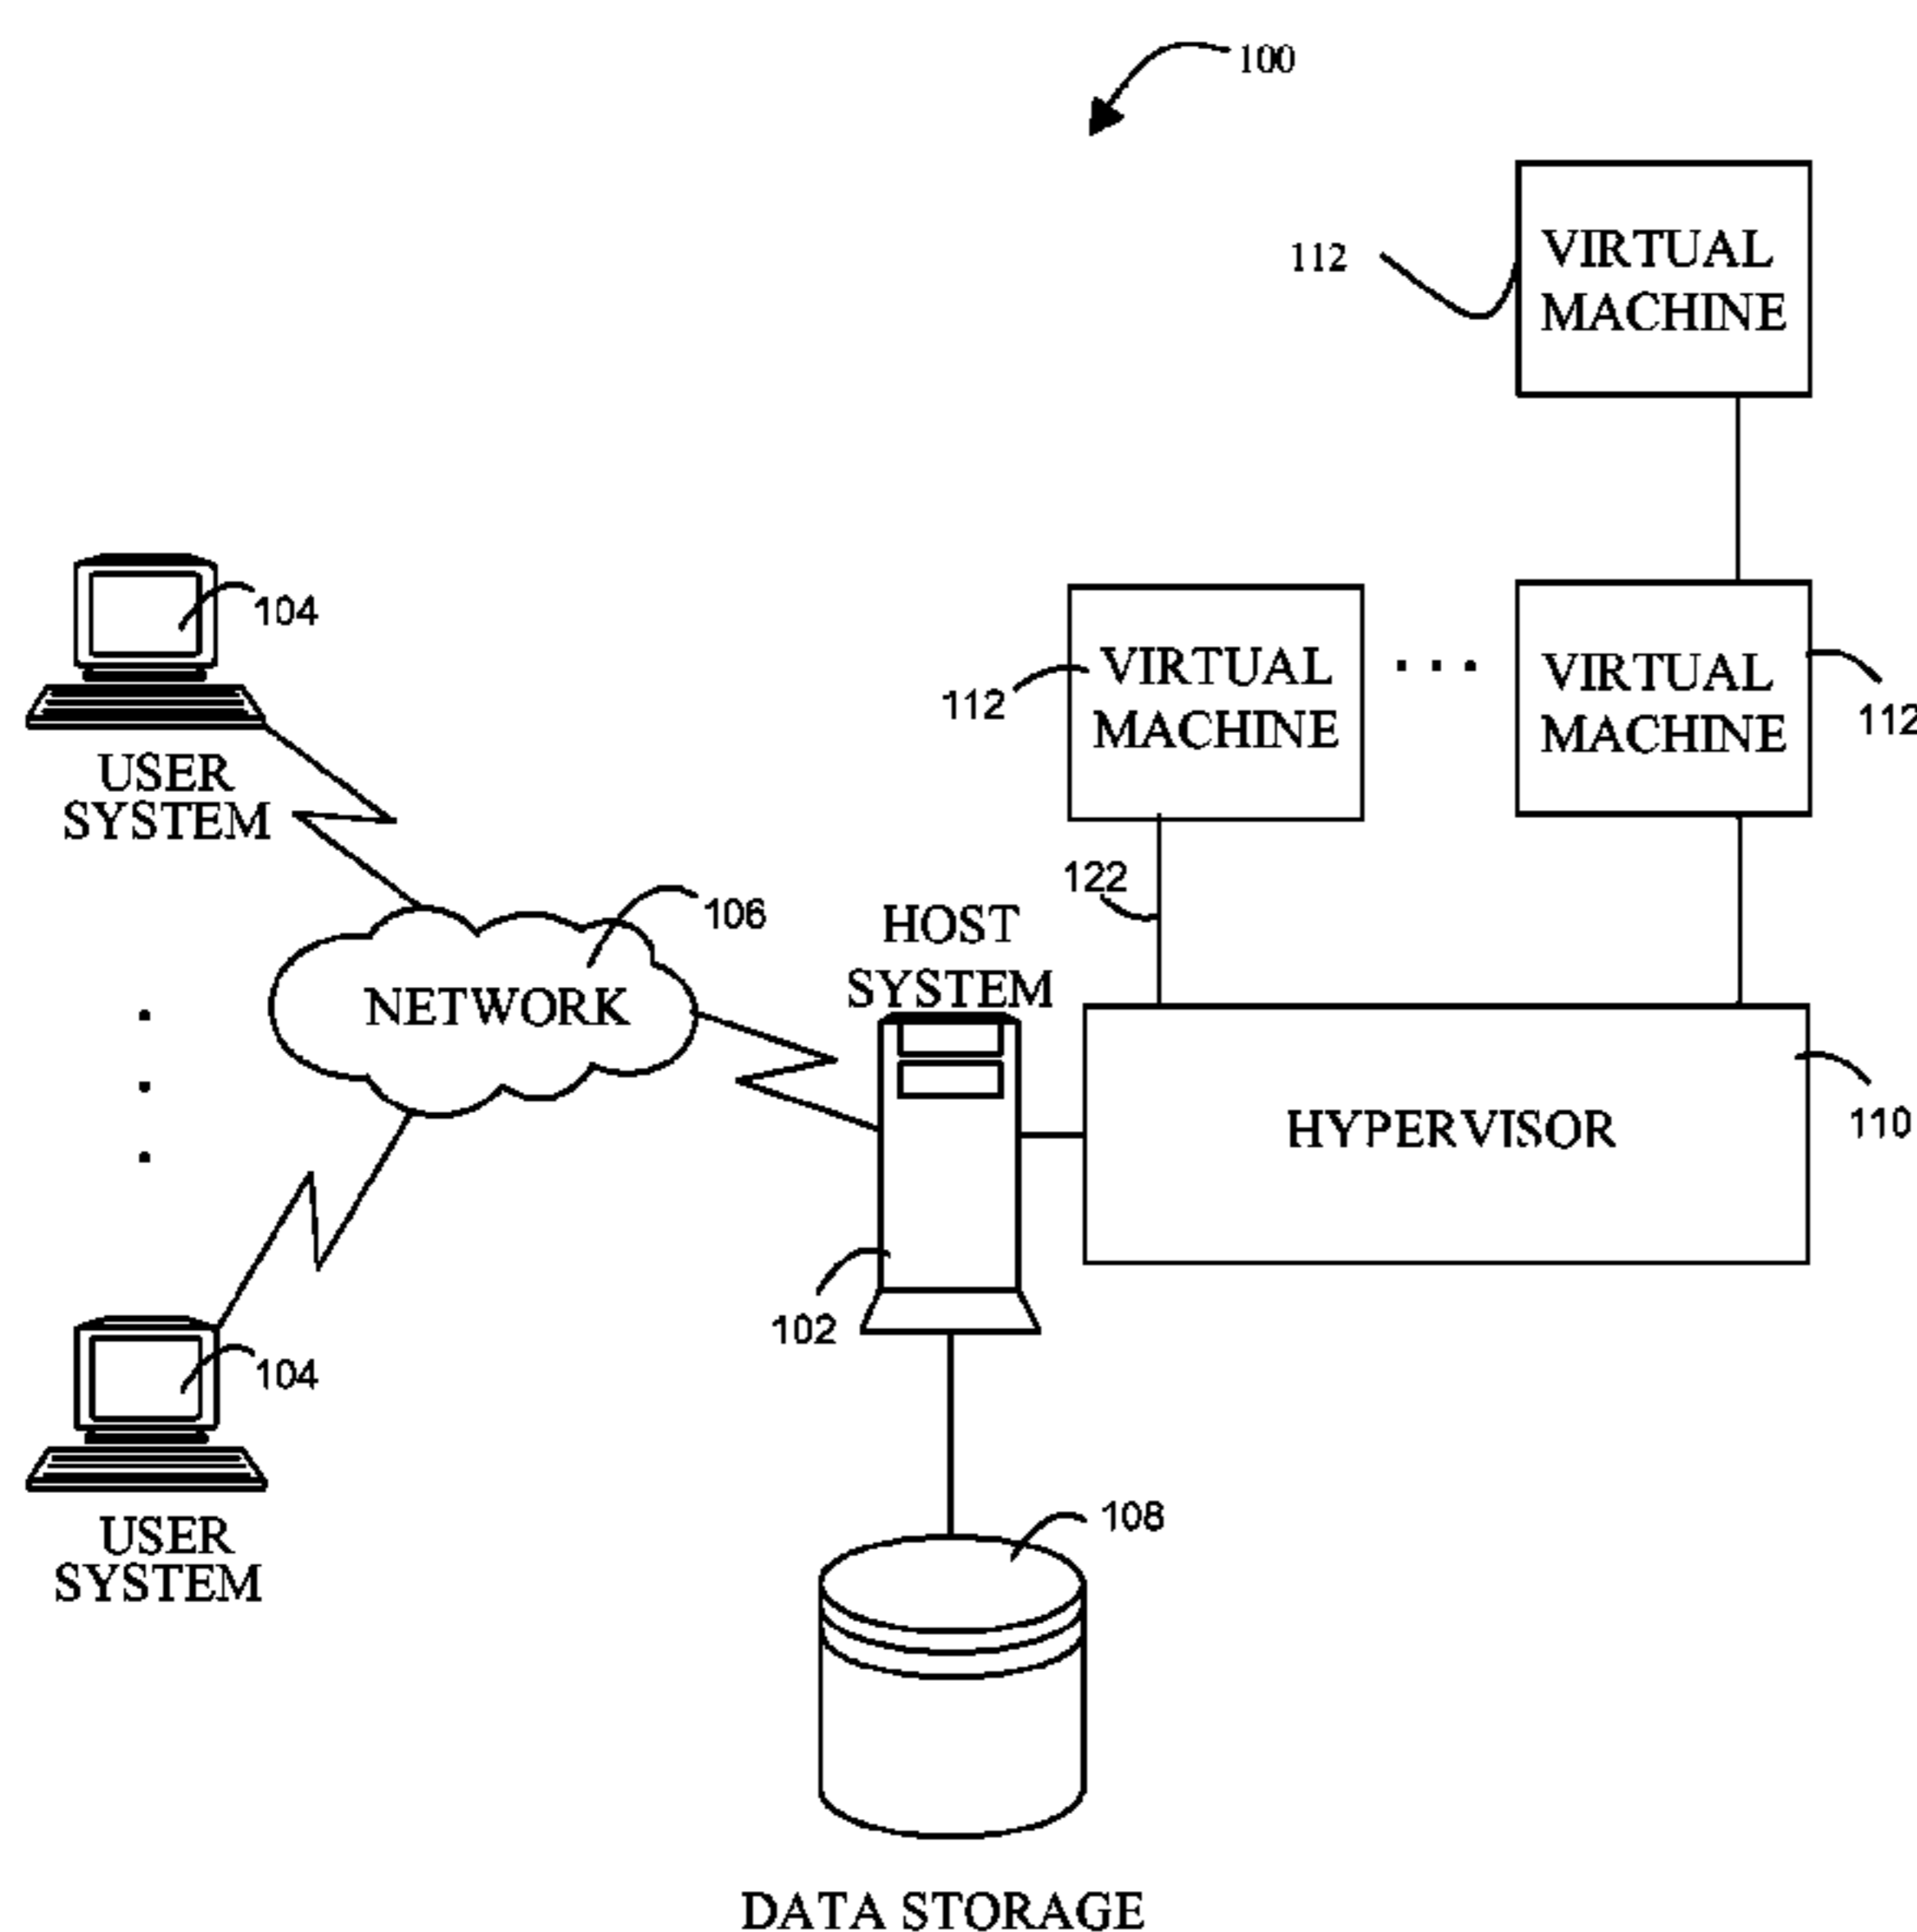 100
112
VIRTUAL
MACHINE
104
USER
SYSTEM
112
VIRTUAL
MACHINE
. . .
VIRTUAL
MACHINE
112
122
106
NETWORK
HOST
SYSTEM
HYPERVISOR
110
102
104
USER
SYSTEM
108
DATA STORAGE